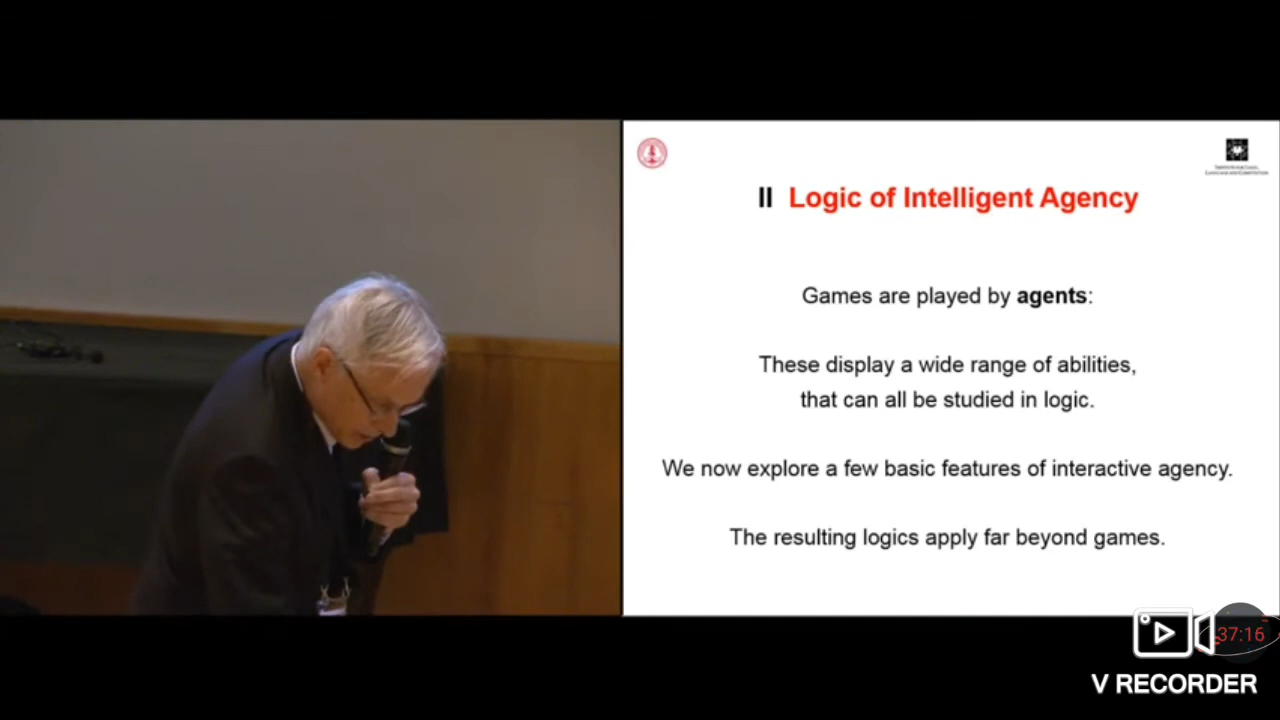 II Logic of Intelligent Agency
Games are played by agents:
These display a wide range of abilities,
that can all be studied in logic.
We now explore a few basic features of interactive agency.
The resulting logics apply far beyond games.
37:16
V RECORDER